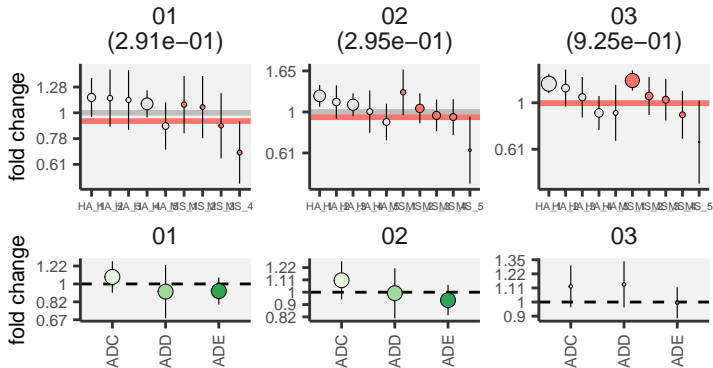 01
(2.91e−01)
02
(2.95e−01)
03
(9.25e−01)
fold change
1.28
1
0.78
0.61
1.65
1
0.61
1
0.61
01
02
03
fold change
1.22
1
0.82
0.67
1.22
1.11
1
0.9
0.82
1.35
1.22
1.11
1
0.9
ADC
ADD
ADE
ADC
ADD
ADE
ADC
ADD
ADE